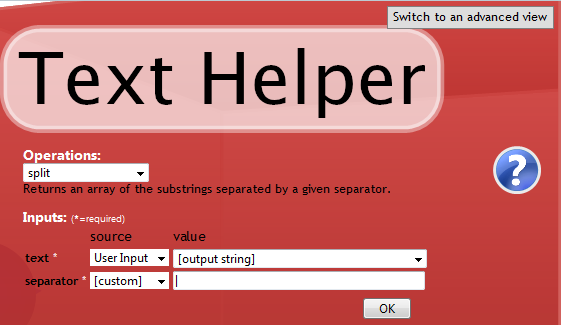 Switch to an advanced view
Text Helper
Operations:
split
Returns an array of the substrings separated by a given separator.
Inputs: (*=required)
source value
text * User Input [output string]
separator * [custom]
OK